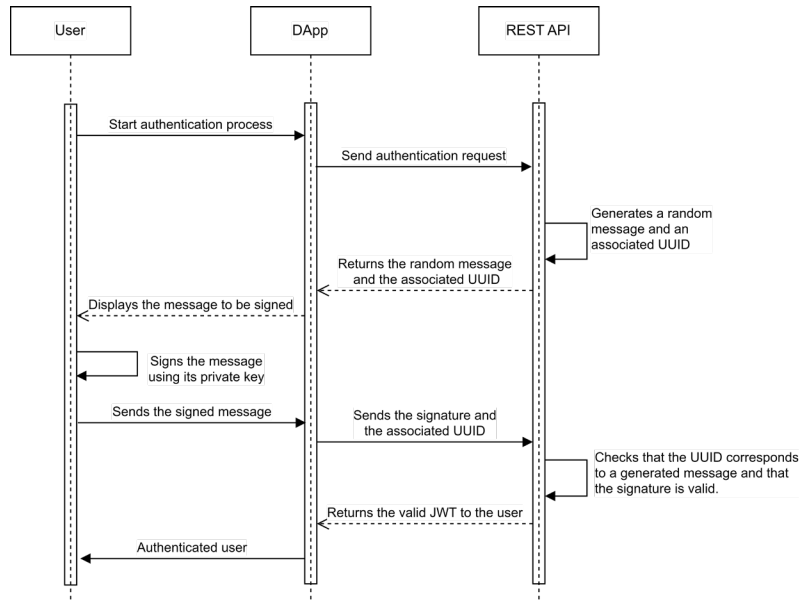 User
DApp
REST API
Start authentication process
Send authentication request
Generates a random
message and an
associated UUID
Returns the random message
and the associated UUID
Displays the message to be signed
Signs the message
using its private key
Sends the signed message
Sends the signature and
the associated UUID
Checks that the UUID corresponds
to a generated message and that
the signature is valid.
Returns the valid JWT to the user
Authenticated user